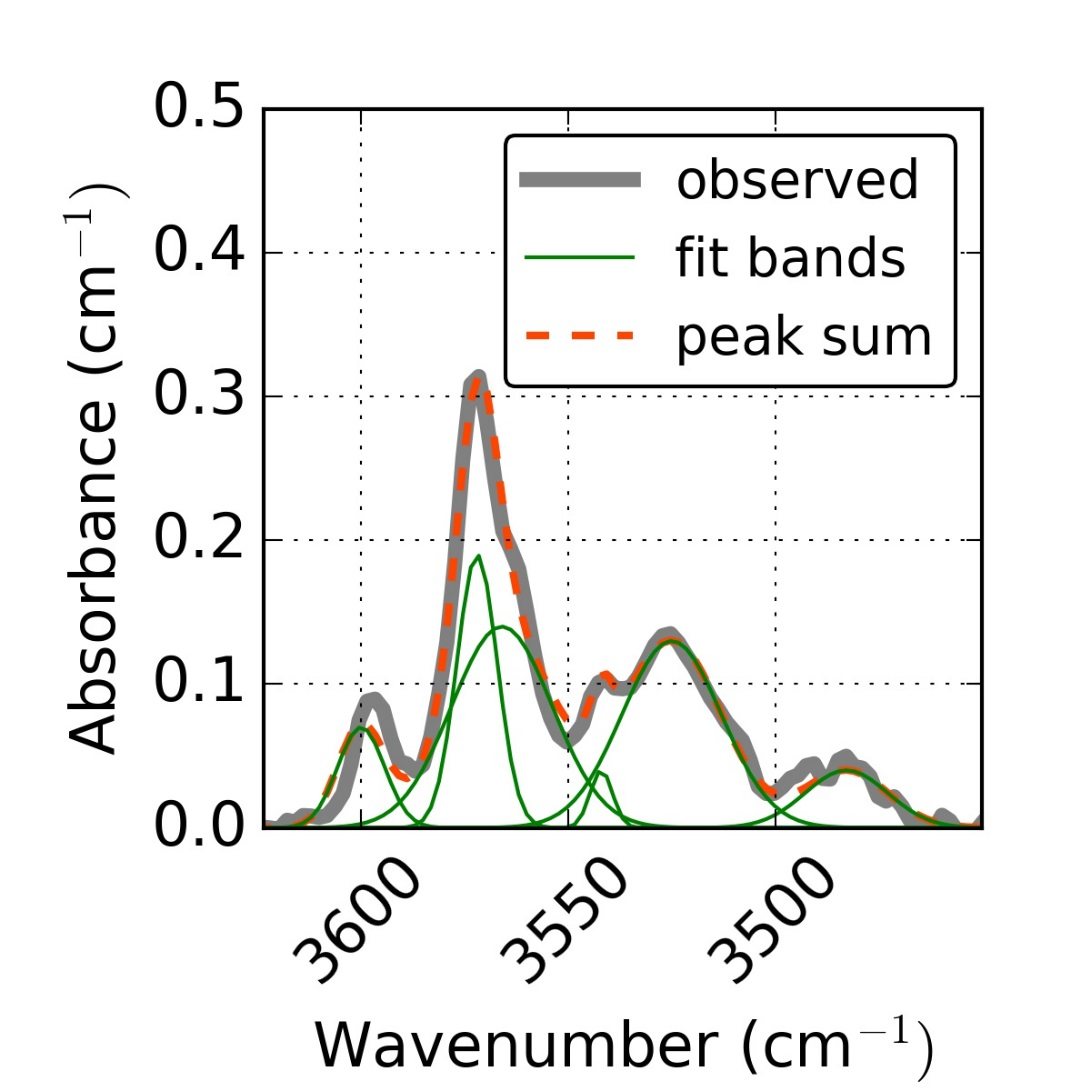 0.5
0.4
0.3
0.2
0.1
0.0
Absorbance (cm⁻¹)
observed
fit bands
peak sum
3600
3550
3500
Wavenumber (cm⁻¹)